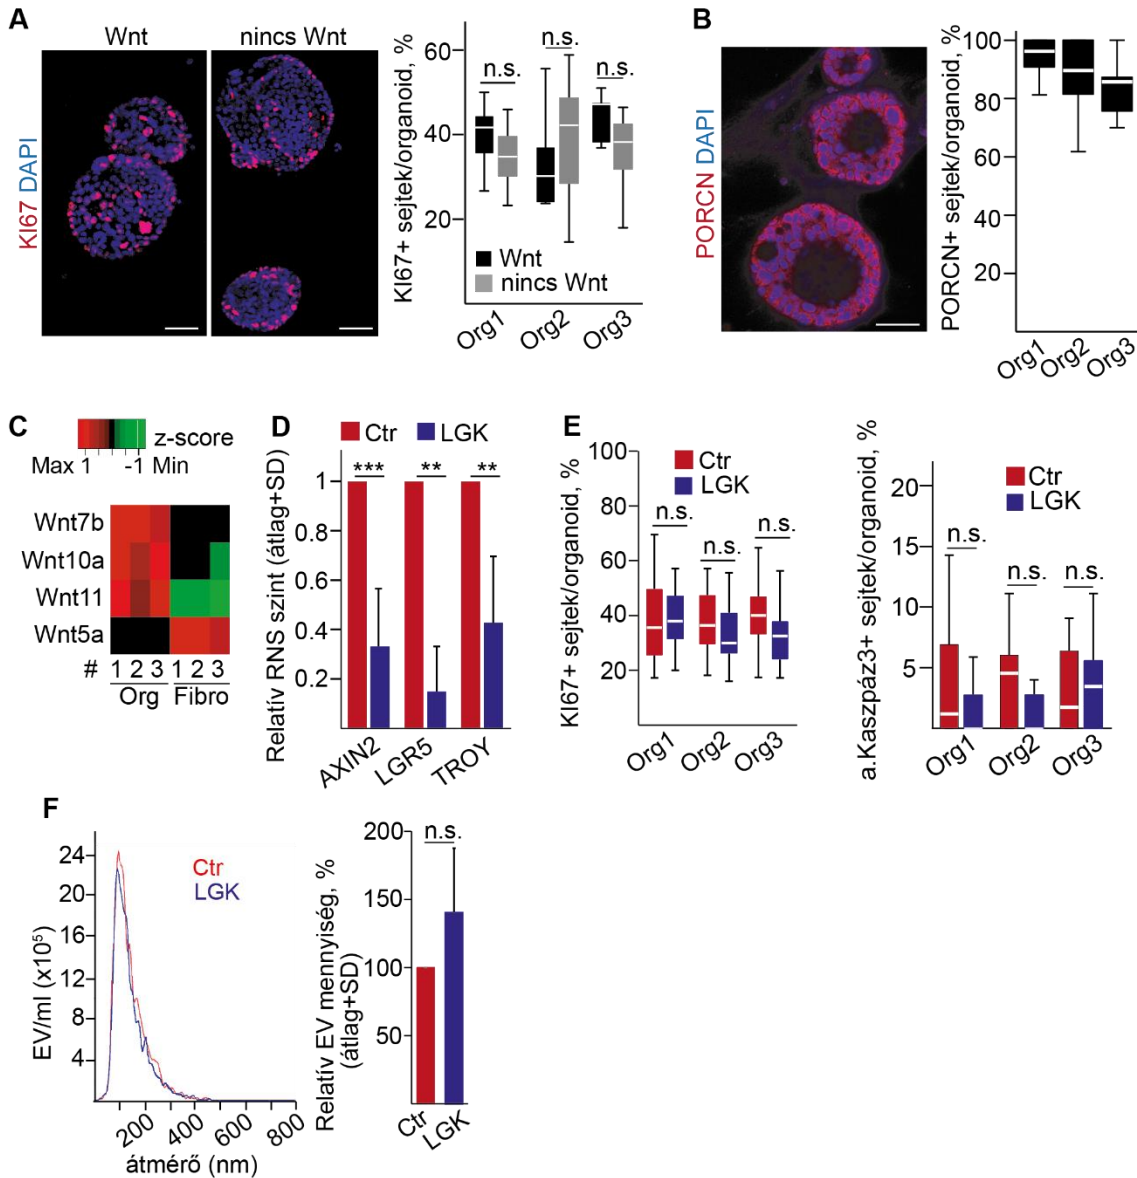 A
Wnt
nincs Wnt
KI67 DAPI
KI67+ sejtek/organoid, %
60
40
20
n.s.
n.s.
n.s.
Wnt
nincs Wnt
Org1
Org2
Org3
B
PORCN DAPI
PORCN+ sejtek/organoid, %
100
80
60
40
20
Org1
Org2
Org3
C
z-score
Max 1
-1 Min
Wnt7b
Wnt10a
Wnt11
Wnt5a
# 1 2 3 1 2 3
Org Fibro
D
Ctr LGK
Relatív RNS szint (átlag+SD)
1
0.8
0.6
0.4
0.2
***
**
**
AXIN2
LGR5
TROY
E
KI67+ sejtek/organoid, %
100
80
60
40
20
Ctr
LGK
n.s.
n.s.
n.s.
Org1
Org2
Org3
a.Kaszpáz3+ sejtek/organoid, %
20
15
10
5
Ctr
LGK
n.s.
n.s.
n.s.
Org1
Org2
Org3
F
EV/ml (x10⁵)
24
20
16
12
8
4
Ctr
LGK
200
400
600
800
átmérő (nm)
Relatív EV mennyiség, %
(átlag+SD)
200
150
100
50
n.s.
Ctr
LGK